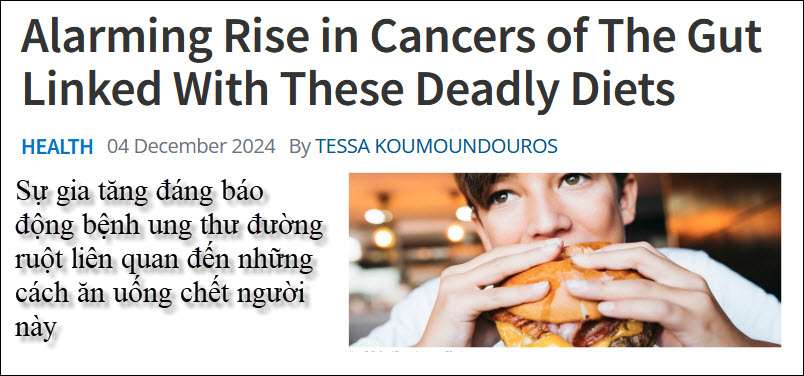 Alarming Rise in Cancers of The Gut
Linked With These Deadly Diets
HEALTH 04 December 2024 By TESSA KOUMOUNDOUROS
Sự gia tăng đáng báo
động bệnh ung thư đường
ruột liên quan đến những
cách ăn uống chết người
này